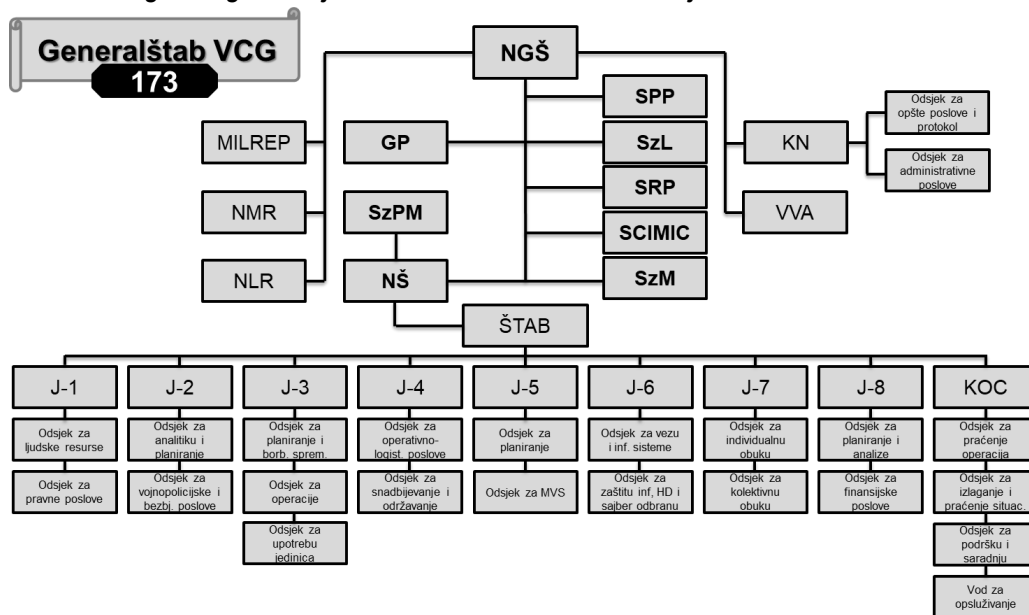 Generalštab VCG
173
NGŠ
SPP
MILREP
GP
SzL
KN
Odsjek za
opšte poslove i
protokol
Odsjek za
administrativne
poslove
NMR
SzPM
SRP
VVA
SCIMIC
NLR
NŠ
SzM
ŠTAB
J-1
J-2
J-3
J-4
J-5
J-6
J-7
J-8
KOC
Odsjek za
ljudske resurse
Odsjek za
analitiku i
planiranje
Odsjek za
planiranje i
borb. sprem.
Odsjek za
operativno-
logist. poslove
Odsjek za
planiranje
Odsjek za vezu
i inf. sisteme
Odsjek za
individualnu
obuku
Odsjek za
planiranje i
analize
Odsjek za
praćenje
operacija
Odsjek za
pravne poslove
Odsjek za
vojnopolicijske i
bezbj. poslove
Odsjek za
operacije
Odsjek za
snadbijevanje i
održavanje
Odsjek za MVS
Odsjek za
zaštitu inf, HD i
sajber odbranu
Odsjek za
kolektivnu
obuku
Odsjek za
finansijske
poslove
Odsjek za
izlaganje i
praćenje situac.
Odsjek za
upotrebu
jedinica
Odsjek za
podršku i
saradnju
Vod za
opsluživanje